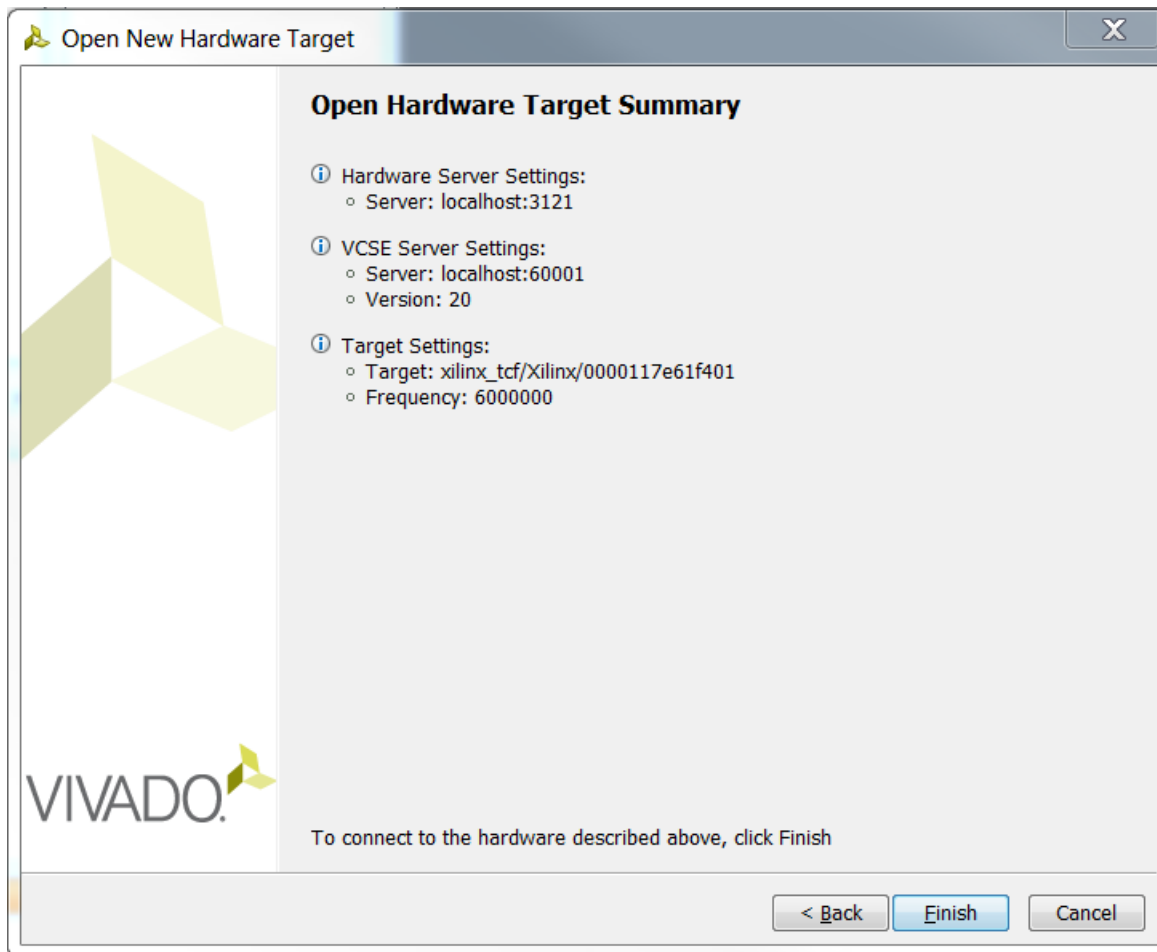 Open New Hardware Target
Open Hardware Target Summary
Hardware Server Settings:
Server: localhost:3121
VCSE Server Settings:
Server: localhost:60001
Version: 20
Target Settings:
Target: xilinx_tcf/Xilinx/0000117e61f401
Frequency: 6000000
VIVADO.
To connect to the hardware described above, click Finish
< Back
Finish
Cancel